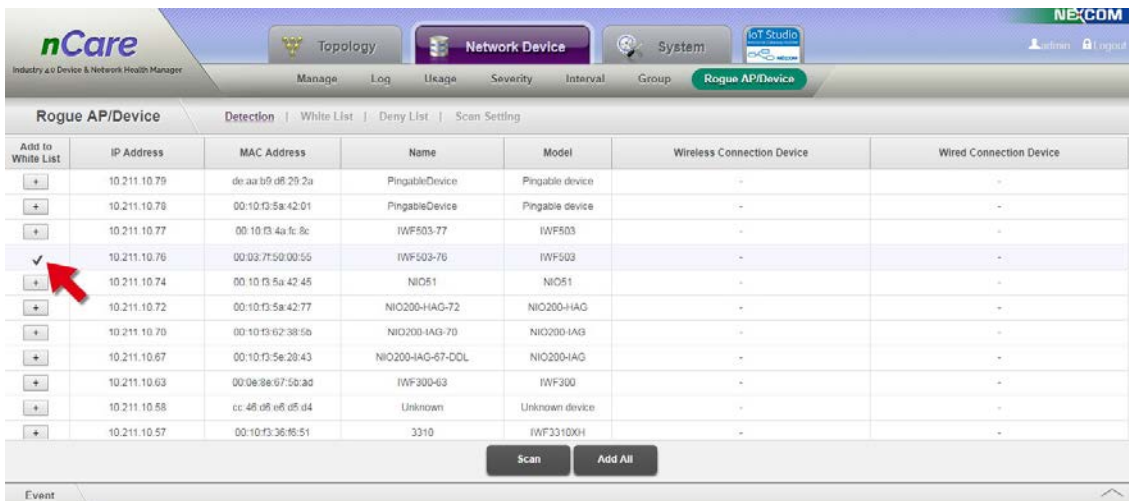 NEXCOM
nCare
Industry 4.0 Device & Network Health Manager
Topology Network Device System IoT Studio
admin Logout
Manage Log Usage Severity Interval Group Rogue AP/Device
Rogue AP/Device Detection | White List | Deny List | Scan Setting
Add to White List IP Address MAC Address Name Model Wireless Connection Device Wired Connection Device
+ 10.211.10.79 de:aa:b9:d6:29:2a PingableDevice Pingable device - -
+ 10.211.10.78 00:10:f3:5a:42:01 PingableDevice Pingable device - -
+ 10.211.10.77 00:10:f3:4a:fc:8c IWF503-77 IWF503 - -
✓ 10.211.10.76 00:03:7f:50:00:55 IWF503-76 IWF503 - -
+ 10.211.10.74 00:10:f3:5a:42:45 NIO51 NIO51 - -
+ 10.211.10.72 00:10:f3:5a:42:77 NIO200-HAG-72 NIO200-HAG - -
+ 10.211.10.70 00:10:f3:62:38:5b NIO200-IAG-70 NIO200-IAG - -
+ 10.211.10.67 00:10:f3:5e:28:43 NIO200-IAG-67-DDL NIO200-IAG - -
+ 10.211.10.63 00:0e:8e:67:5b:ad IWF300-63 IWF300 - -
+ 10.211.10.58 cc:46:d6:e6:d5:d4 Unknown Unknown device - -
+ 10.211.10.57 00:10:f3:36:f6:51 3310 IWF3310XH - -
Scan Add All
Event